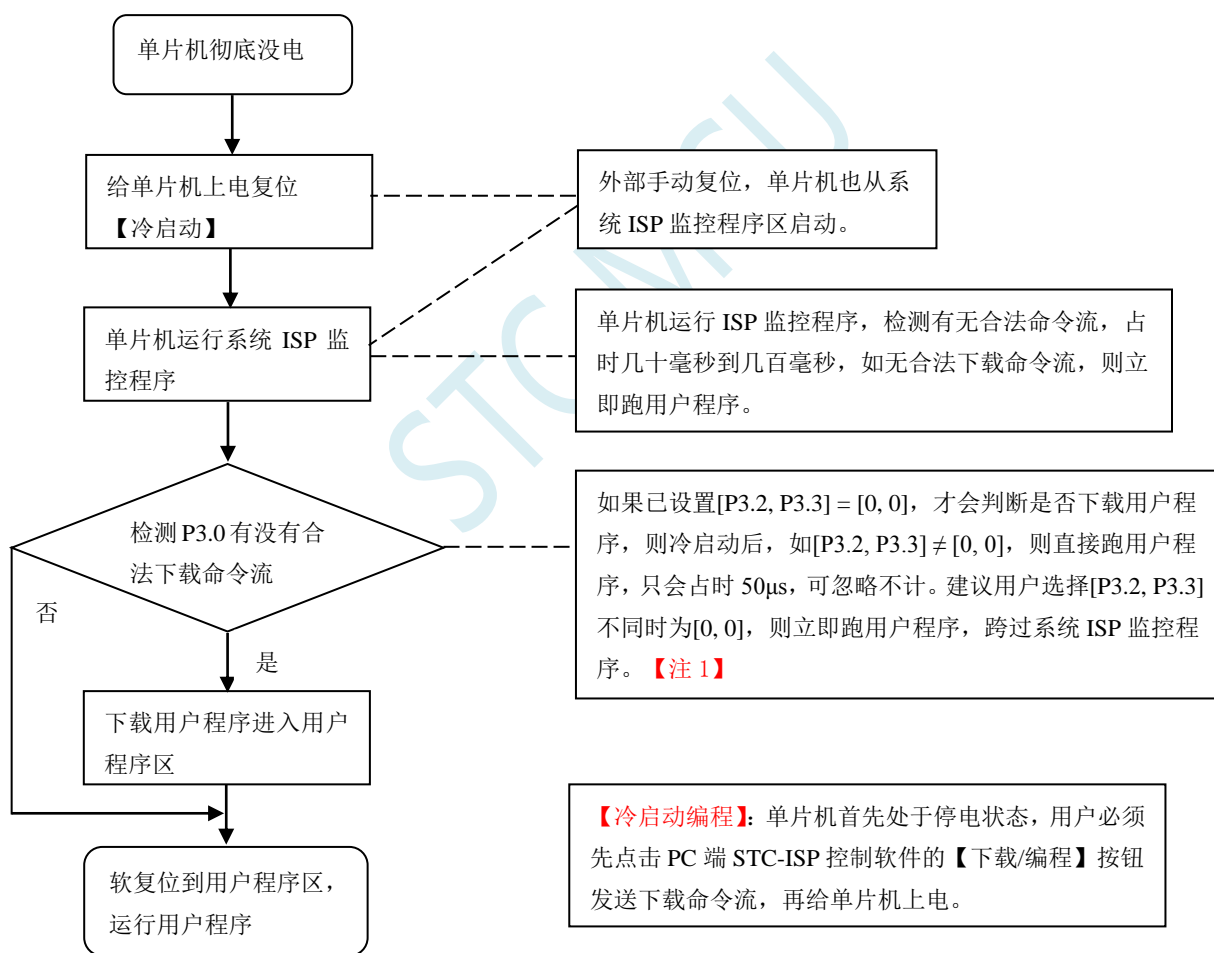 单片机彻底没电
给单片机上电复位
【冷启动】
外部手动复位，单片机也从系
统 ISP 监控程序区启动。
单片机运行系统 ISP 监
控程序
单片机运行 ISP 监控程序，检测有无合法命令流，占
时几十毫秒到几百毫秒，如无合法下载命令流，则立
即跑用户程序。
检测 P3.0 有没有合
法下载命令流
如果已设置[P3.2, P3.3] = [0, 0]，才会判断是否下载用户程
序，则冷启动后，如[P3.2, P3.3] ≠ [0, 0]，则直接跑用户程
序，只会占时 50μs，可忽略不计。建议用户选择[P3.2, P3.3]
不同时为[0, 0]，则立即跑用户程序，跨过系统 ISP 监控程
序。【注 1】
否
是
下载用户程序进入用户
程序区
软复位到用户程序区，
运行用户程序
【冷启动编程】：单片机首先处于停电状态，用户必须
先点击 PC 端 STC-ISP 控制软件的【下载/编程】按钮
发送下载命令流，再给单片机上电。
STC MCU